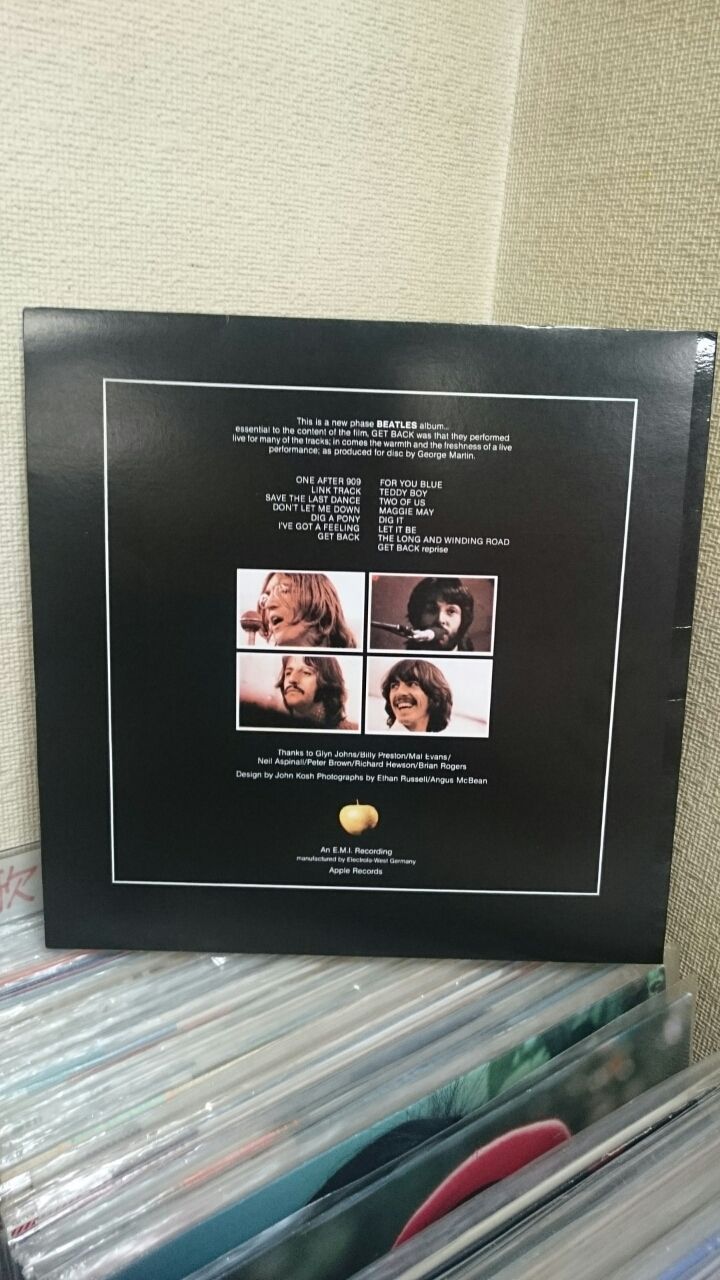 This is a new phase BEATLES album...
essential to the content of the film, GET BACK was that they performed
live for many of the tracks; in comes the warmth and the freshness of a live
performance; as produced for disc by George Martin.
ONE AFTER 909
LINK TRACK
SAVE THE LAST DANCE
DON'T LET ME DOWN
DIG A PONY
I'VE GOT A FEELING
GET BACK
FOR YOU BLUE
TEDDY BOY
TWO OF US
MAGGIE MAY
DIG IT
LET IT BE
THE LONG AND WINDING ROAD
GET BACK reprise
Thanks to Glyn Johns/Billy Preston/Mal Evans/
Neil Aspinall/Peter Brown/Richard Hewson/Brian Rogers
Design by John Kosh Photographs by Ethan Russell/Angus McBean
An E.M.I. Recording
manufactured by Electrola-West Germany
Apple Records